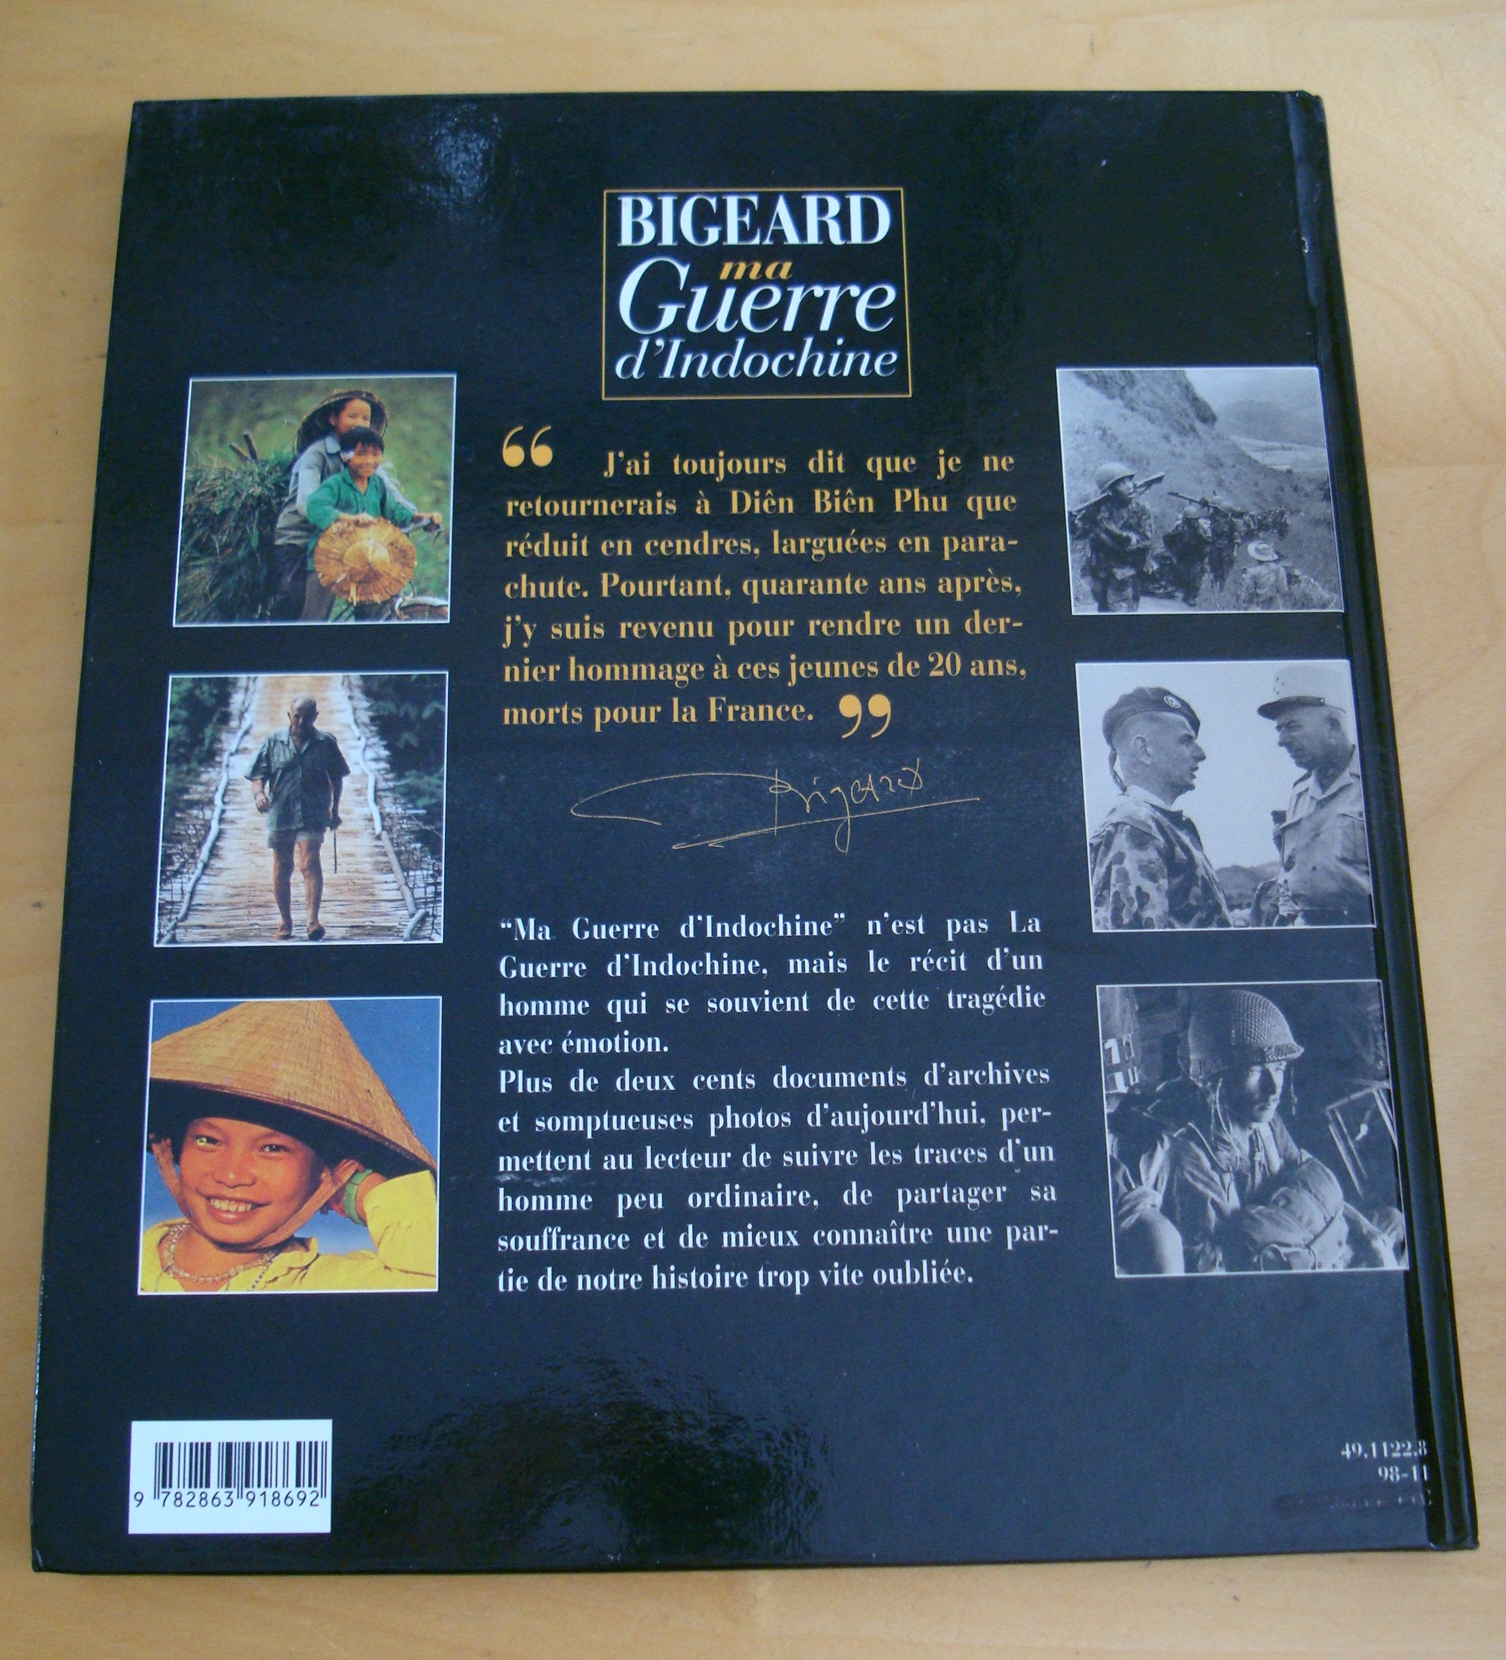 BIGEARD
ma
Guerre
d'Indochine
“ J'ai toujours dit que je ne
retournerais à Diên Biên Phu que
réduit en cendres, larguées en para-
chute. Pourtant, quarante ans après,
j'y suis revenu pour rendre un der-
nier hommage à ces jeunes de 20 ans,
morts pour la France. ”
Bigeard
“Ma Guerre d'Indochine” n'est pas La
Guerre d'Indochine, mais le récit d'un
homme qui se souvient de cette tragédie
avec émotion.
Plus de deux cents documents d'archives
et somptueuses photos d'aujourd'hui, per-
mettent au lecteur de suivre les traces d'un
homme peu ordinaire, de partager sa
souffrance et de mieux connaître une par-
tie de notre histoire trop vite oubliée.
9 782863 918692
49.1122.8
98-11